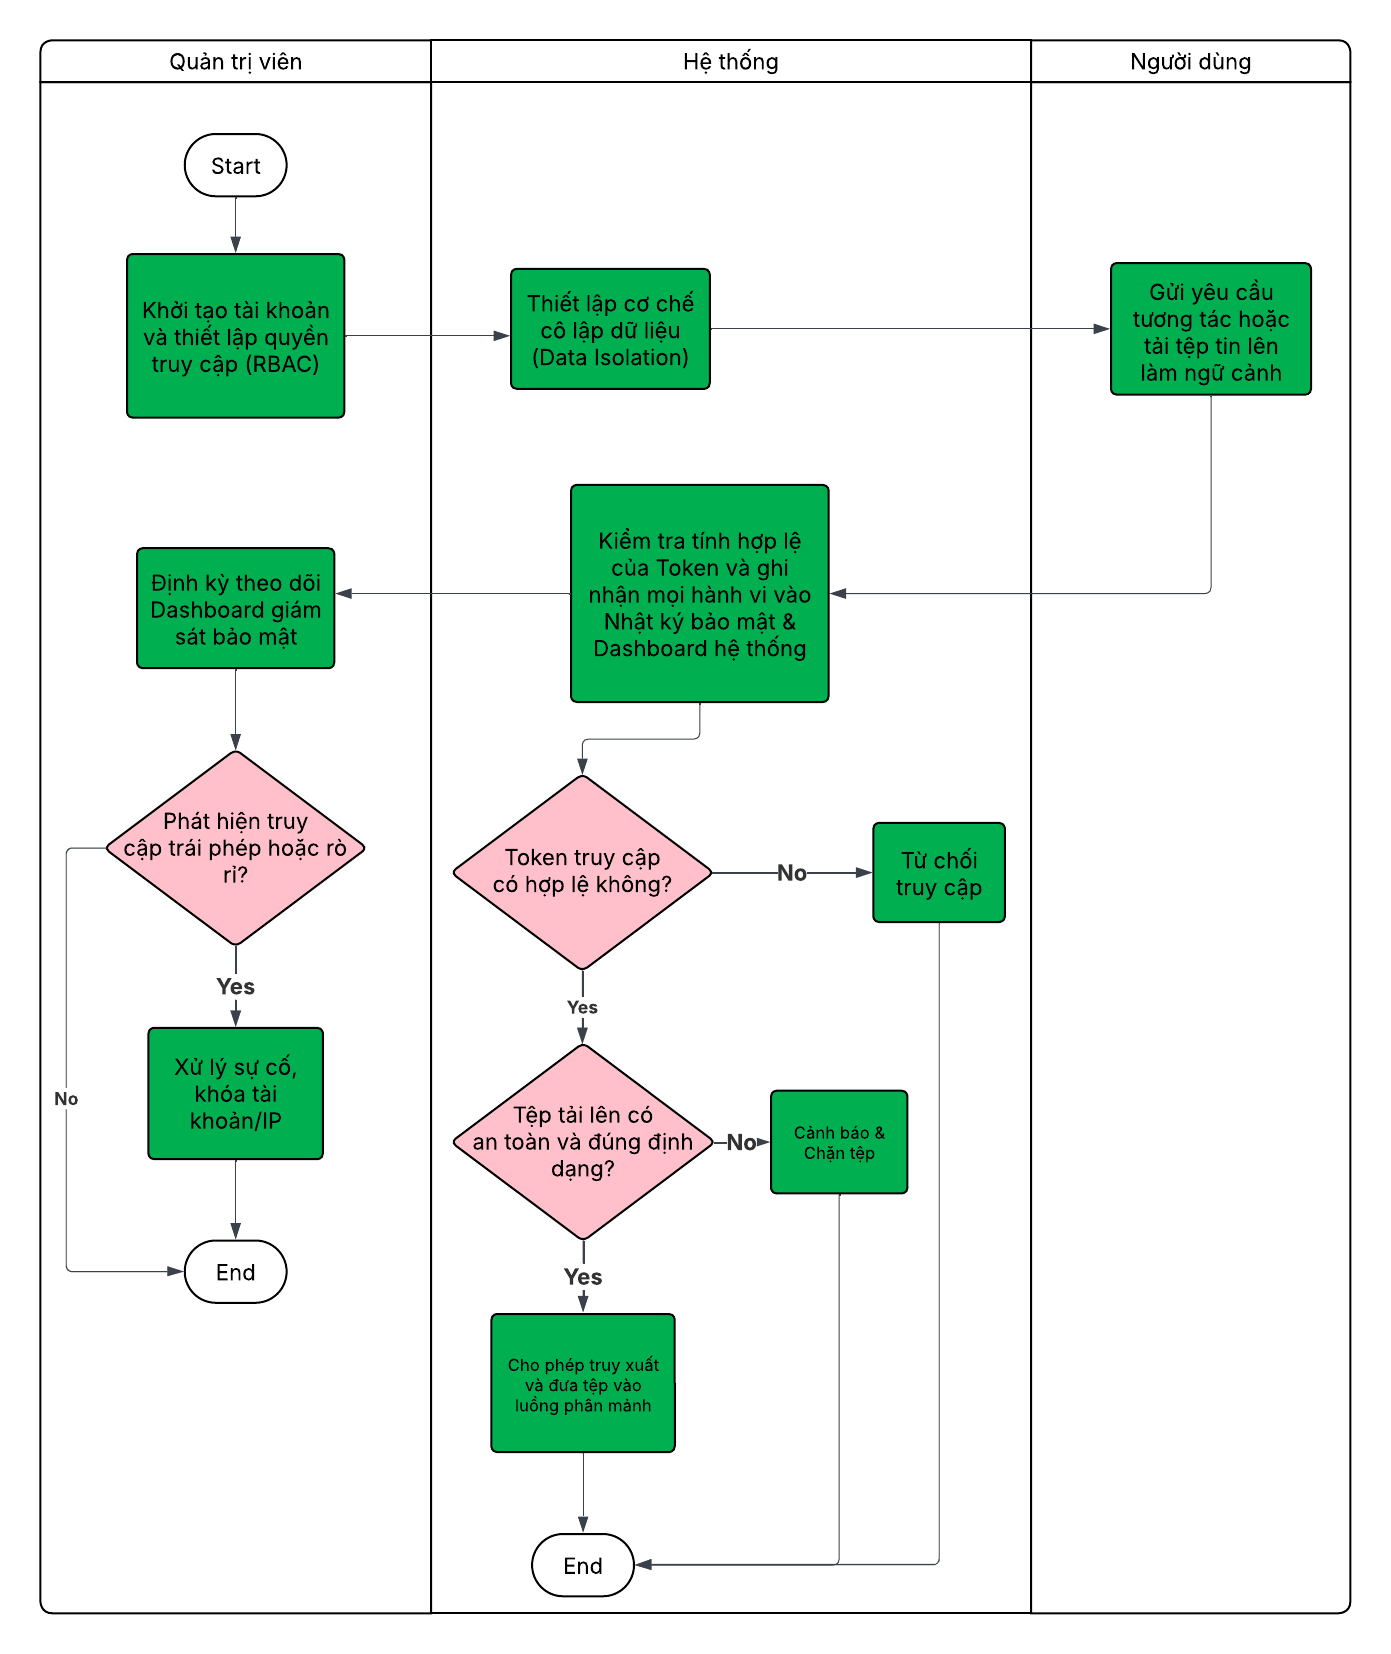 Quản trị viên
Hệ thống
Người dùng
Start
Khởi tạo tài khoản
và thiết lập quyền
truy cập (RBAC)
Thiết lập cơ chế
cô lập dữ liệu
(Data Isolation)
Gửi yêu cầu
tương tác hoặc
tải tệp tin lên
làm ngữ cảnh
Định kỳ theo dõi
Dashboard giám
sát bảo mật
Kiểm tra tính hợp lệ
của Token và ghi
nhận mọi hành vi vào
Nhật ký bảo mật &
Dashboard hệ thống
Phát hiện truy
cập trái phép hoặc rò
rỉ?
Token truy cập
có hợp lệ không?
No
Từ chối
truy cập
Yes
Yes
Xử lý sự cố,
khóa tài
khoản/IP
No
Tệp tải lên có
an toàn và đúng định
dạng?
No
Cảnh báo &
Chặn tệp
End
Yes
Cho phép truy xuất
và đưa tệp vào
luồng phân mảnh
End